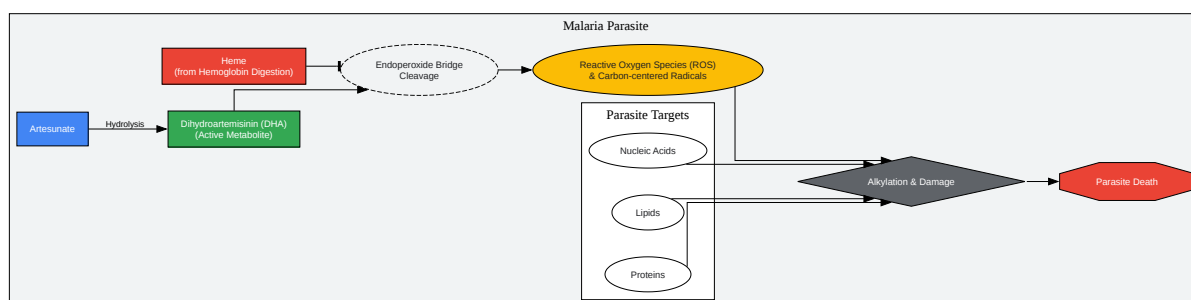 Malaria Parasite
Heme
(from Hemoglobin Digestion)
Endoperoxide Bridge
Cleavage
Reactive Oxygen Species (ROS)
& Carbon-centered Radicals
Artesunate
Hydrolysis
Dihydroartemisinin (DHA)
(Active Metabolite)
Parasite Targets
Nucleic Acids
Lipids
Proteins
Alkylation & Damage
Parasite Death